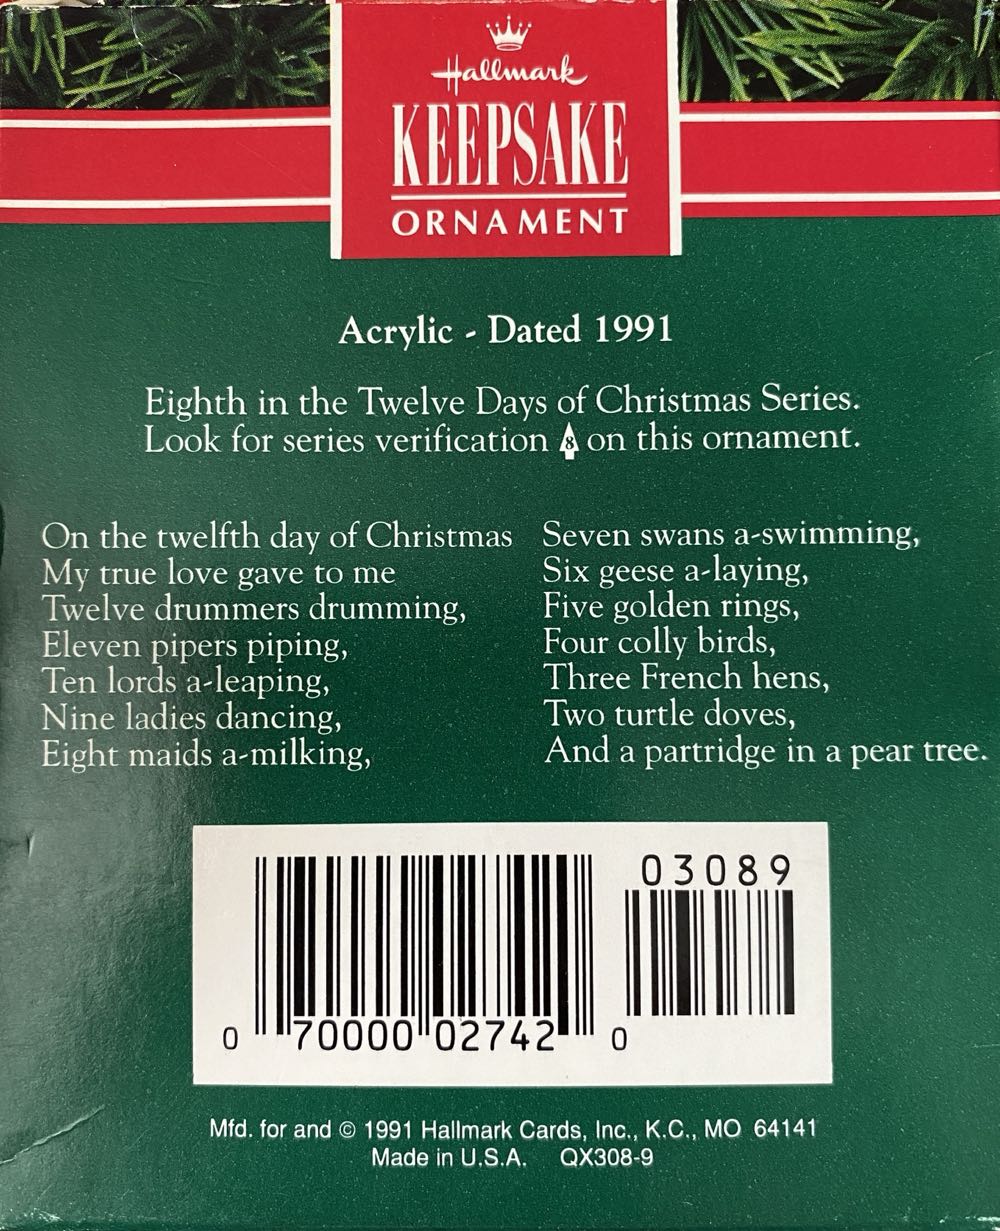 Hallmark
KEEPSAKE
ORNAMENT
Acrylic - Dated 1991
Eighth in the Twelve Days of Christmas Series.
Look for series verification 8 on this ornament.
On the twelfth day of Christmas
My true love gave to me
Twelve drummers drumming,
Eleven pipers piping,
Ten lords a-leaping,
Nine ladies dancing,
Eight maids a-milking,
Seven swans a-swimming,
Six geese a-laying,
Five golden rings,
Four colly birds,
Three French hens,
Two turtle doves,
And a partridge in a pear tree.
03089
0 70000 02742 0
Mfd. for and © 1991 Hallmark Cards, Inc., K.C., MO 64141
Made in U.S.A. QX308-9